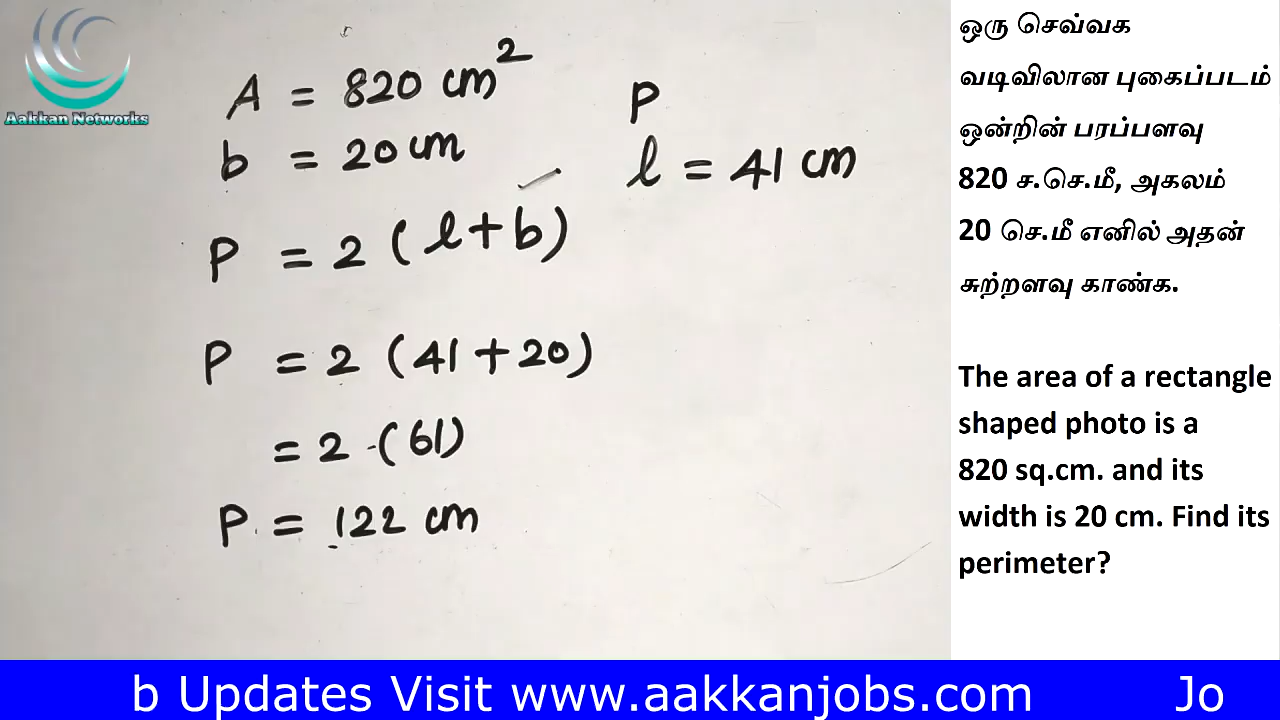 Aakkan Networks
A = 820 cm²
b = 20 cm
P
l = 41 cm
P = 2 (l + b)
P = 2 (41 + 20)
= 2 (61)
P = 122 cm
ஒரு செவ்வக
வடிவிலான புகைப்படம்
ஒன்றின் பரப்பளவு
820 ச.செ.மீ, அகலம்
20 செ.மீ எனில் அதன்
சுற்றளவு காண்க.
The area of a rectangle
shaped photo is a
820 sq.cm. and its
width is 20 cm. Find its
perimeter?
b Updates Visit www.aakkanjobs.com Jo